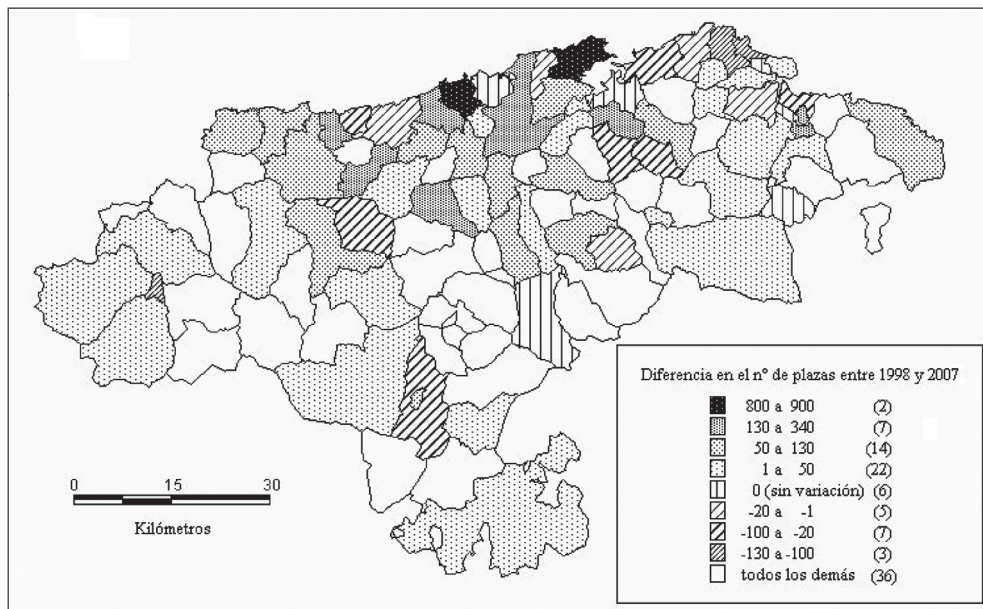 Diferencia en el nº de plazas entre 1998 y 2007
800 a 900 (2)
130 a 340 (7)
50 a 130 (14)
1 a 50 (22)
0 (sin variación) (6)
-20 a -1 (5)
-100 a -20 (7)
-130 a -100 (3)
todos los demás (36)
0 15 30
Kilómetros